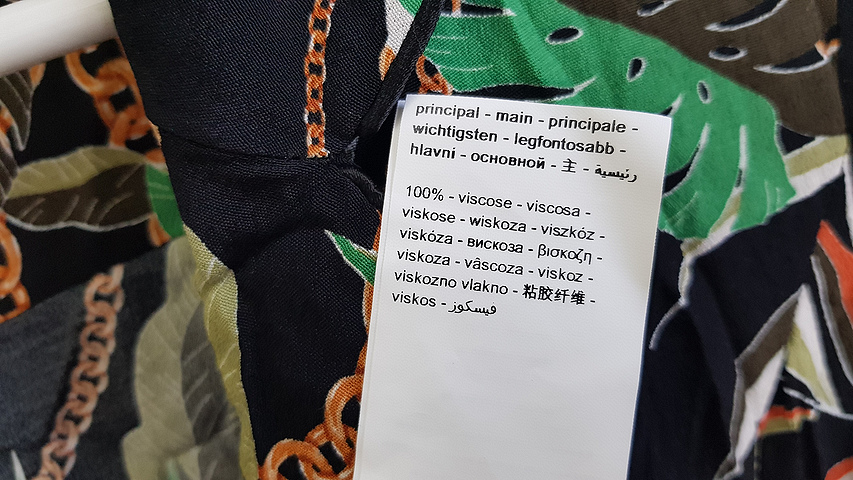 principal - main - principale -
wichtigsten - legfontosabb -
hlavni - основной - 主 - رئيسية
100% - viscose - viscosa -
viskose - wiskoza - viszkóz -
viskóza - вискоза - βισκοζη -
viskoza - vâscoza - viskoz -
viskozno vlakno - 粘胶纤维 -
viskos - فيسكوز